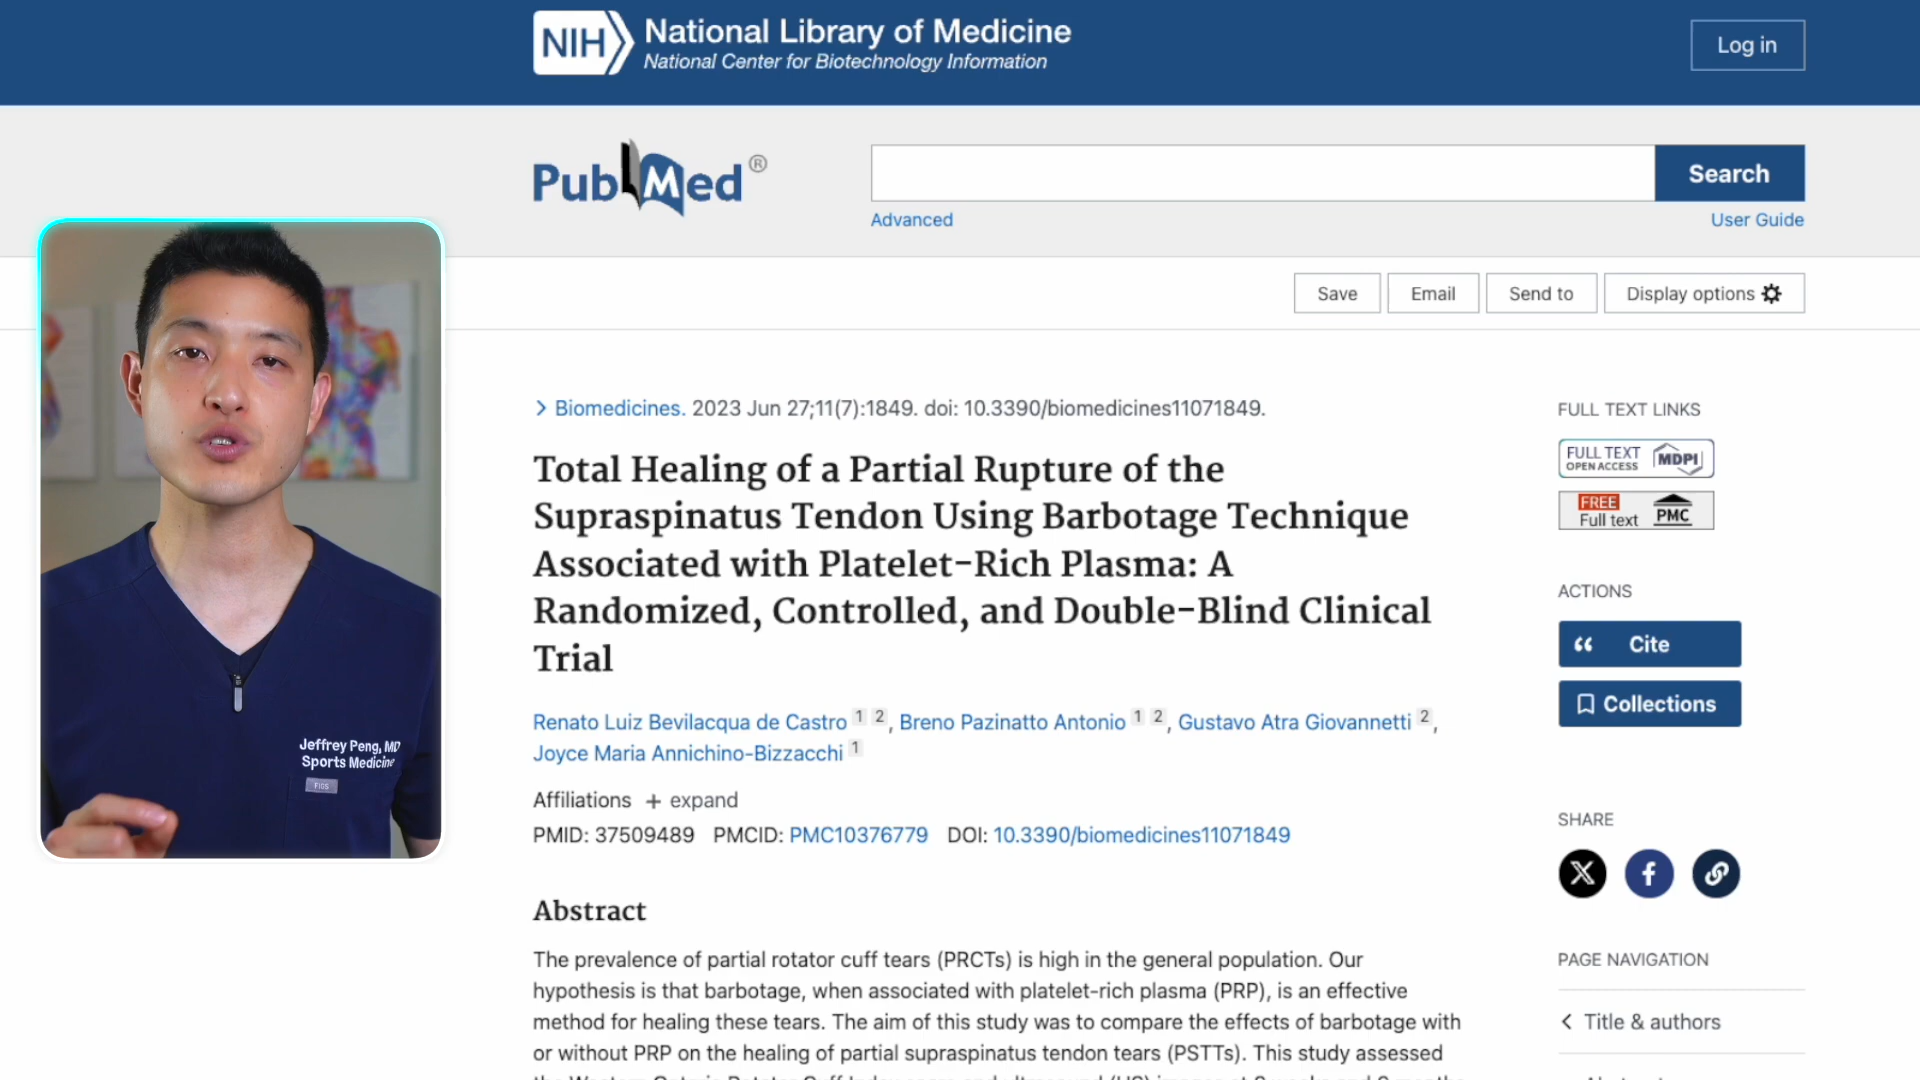 NIH National Library of Medicine
National Center for Biotechnology Information
Log in
PubMed®
Search
Advanced
User Guide
Save
Email
Send to
Display options
Biomedicines. 2023 Jun 27;11(7):1849. doi: 10.3390/biomedicines11071849.
Total Healing of a Partial Rupture of the
Supraspinatus Tendon Using Barbotage Technique
Associated with Platelet-Rich Plasma: A
Randomized, Controlled, and Double-Blind Clinical
Trial
Renato Luiz Bevilacqua de Castro 1 2, Breno Pazinatto Antonio 1 2, Gustavo Atra Giovannetti 2,
Joyce Maria Annichino-Bizzacchi 1
Affiliations + expand
PMID: 37509489 PMCID: PMC10376779 DOI: 10.3390/biomedicines11071849
Abstract
The prevalence of partial rotator cuff tears (PRCTs) is high in the general population. Our
hypothesis is that barbotage, when associated with platelet-rich plasma (PRP), is an effective
method for healing these tears. The aim of this study was to compare the effects of barbotage with
or without PRP on the healing of partial supraspinatus tendon tears (PSTTs). This study assessed
FULL TEXT LINKS
FULL TEXT
OPEN ACCESS
MDPI
FREE
Full text
PMC
ACTIONS
Cite
Collections
SHARE
PAGE NAVIGATION
Title & authors
Jeffrey Peng, MD
Sports Medicine
FIGS